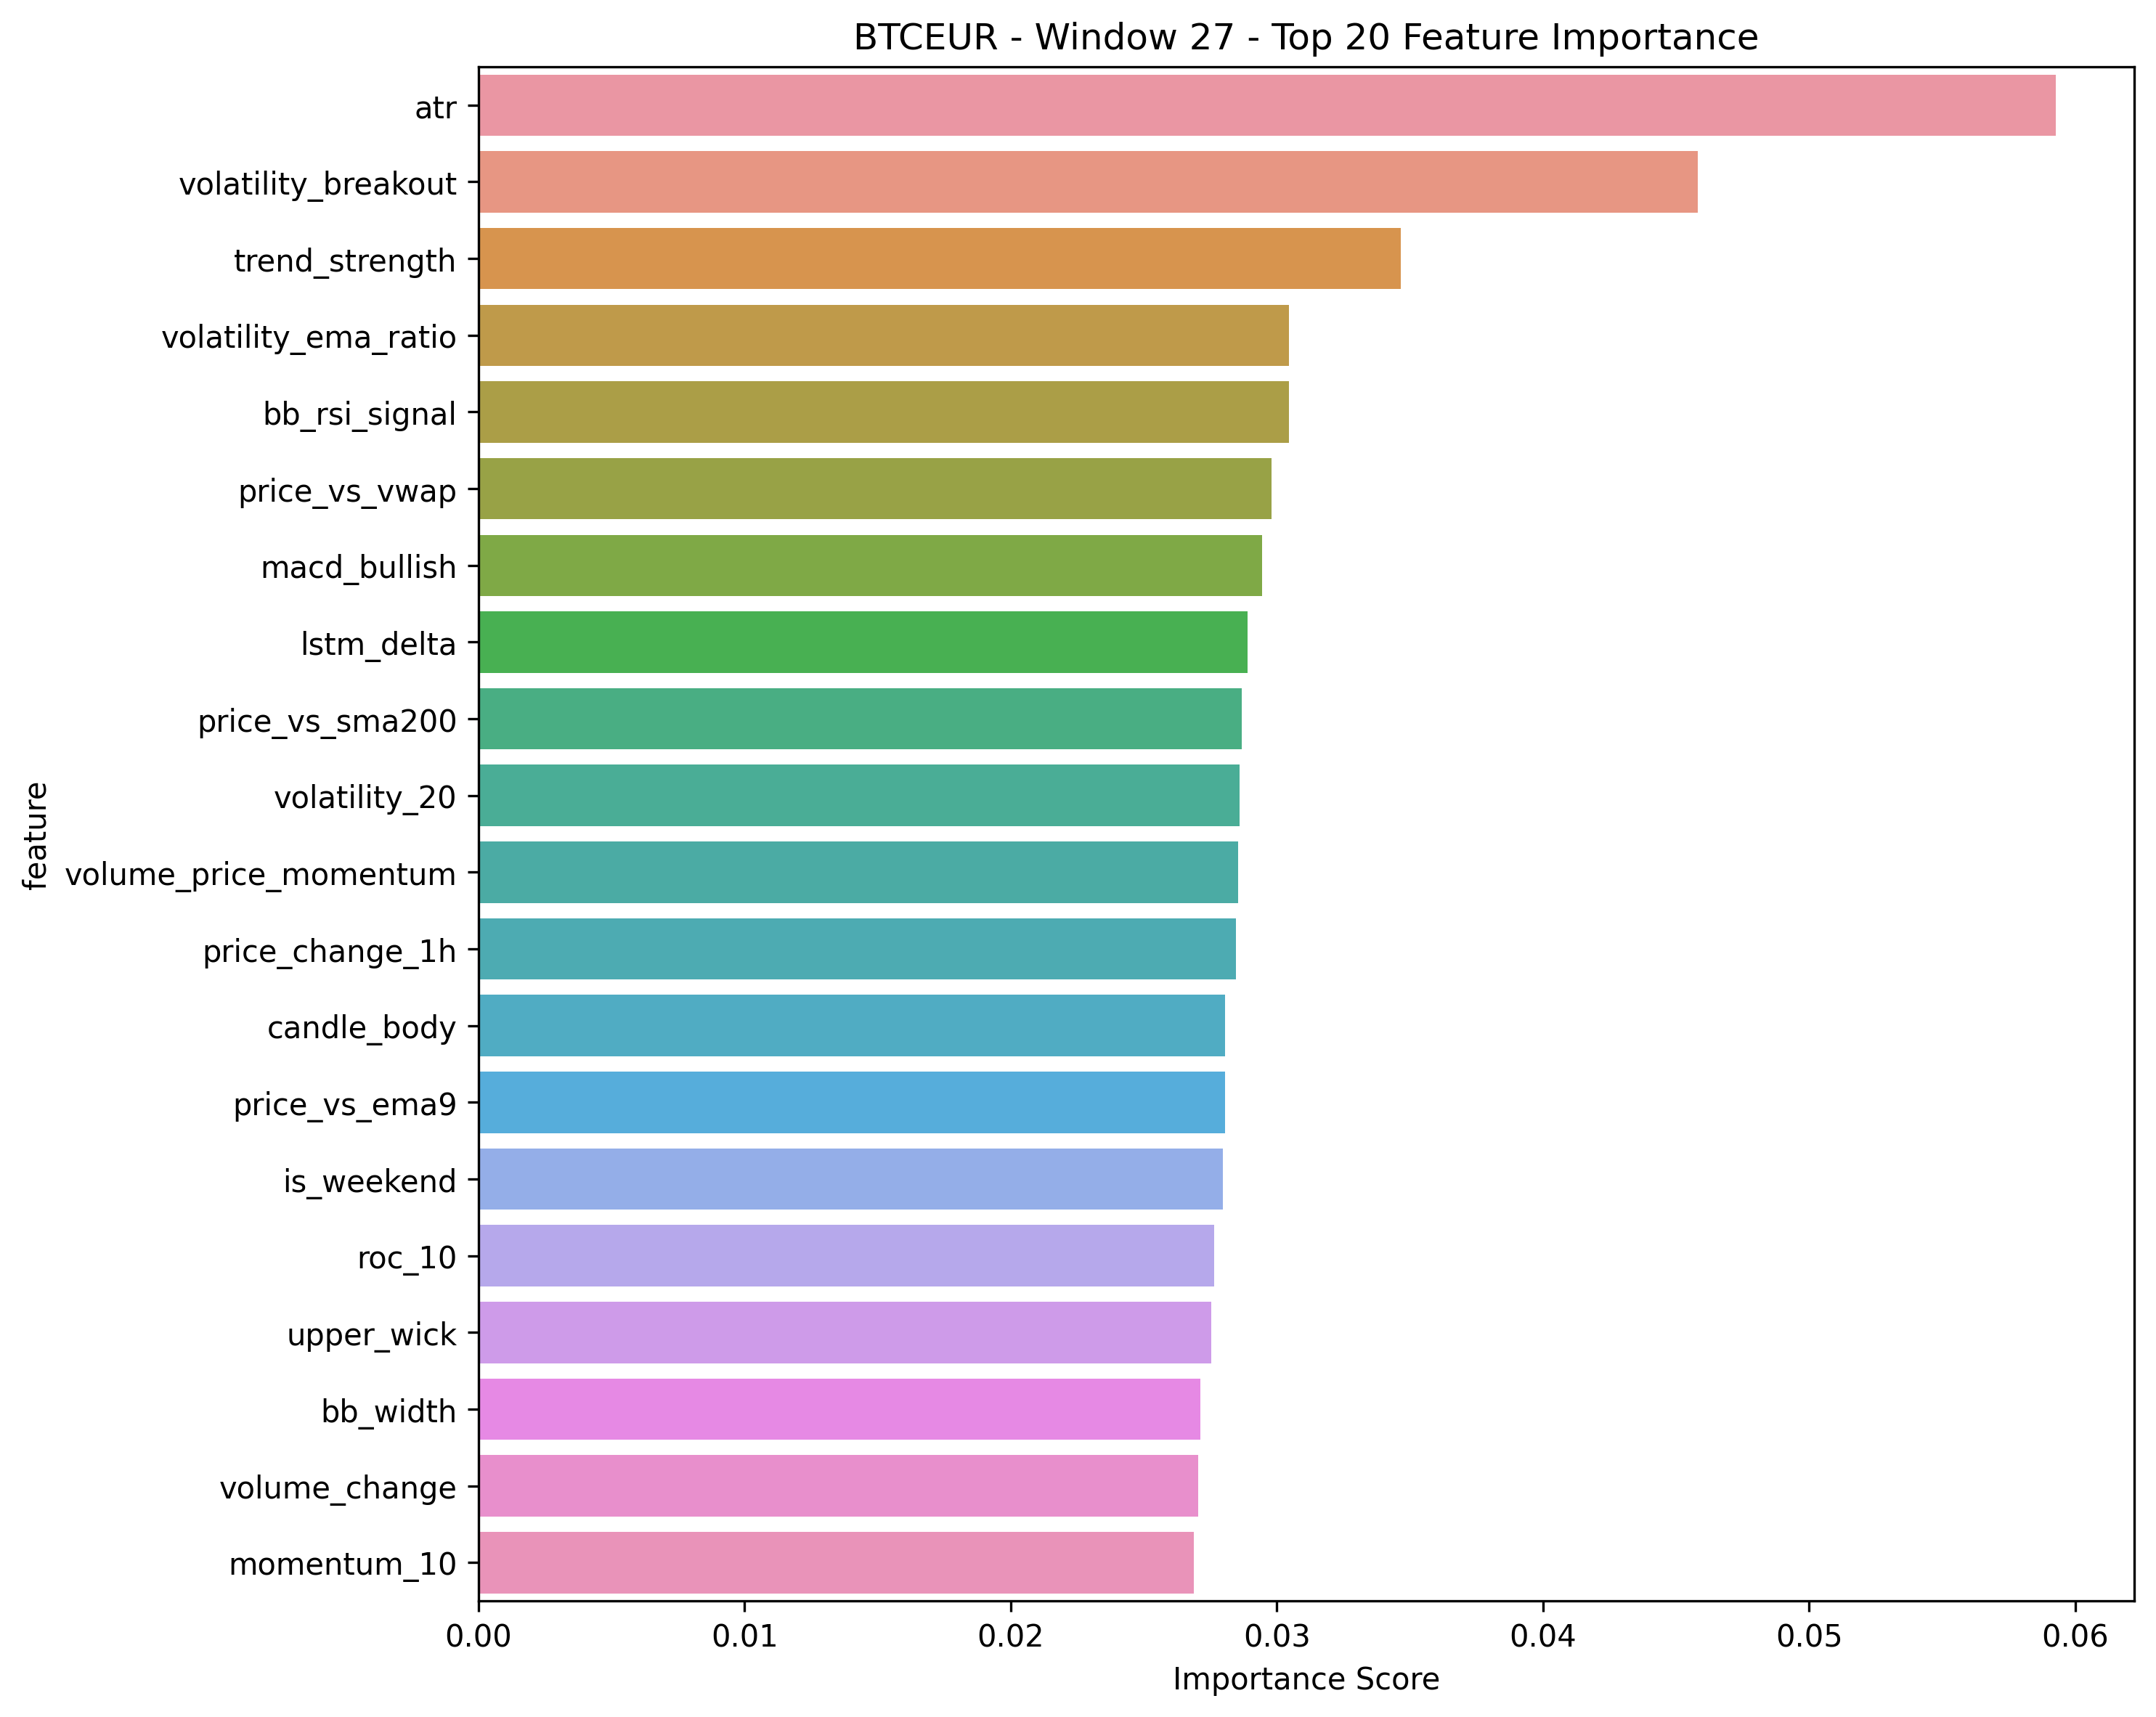 BTCEUR - Window 27 - Top 20 Feature Importance
atr
volatility_breakout
trend_strength
volatility_ema_ratio
bb_rsi_signal
price_vs_vwap
macd_bullish
lstm_delta
price_vs_sma200
volatility_20
volume_price_momentum
price_change_1h
candle_body
price_vs_ema9
is_weekend
roc_10
upper_wick
bb_width
volume_change
momentum_10
feature
0.00 0.01 0.02 0.03 0.04 0.05 0.06
Importance Score